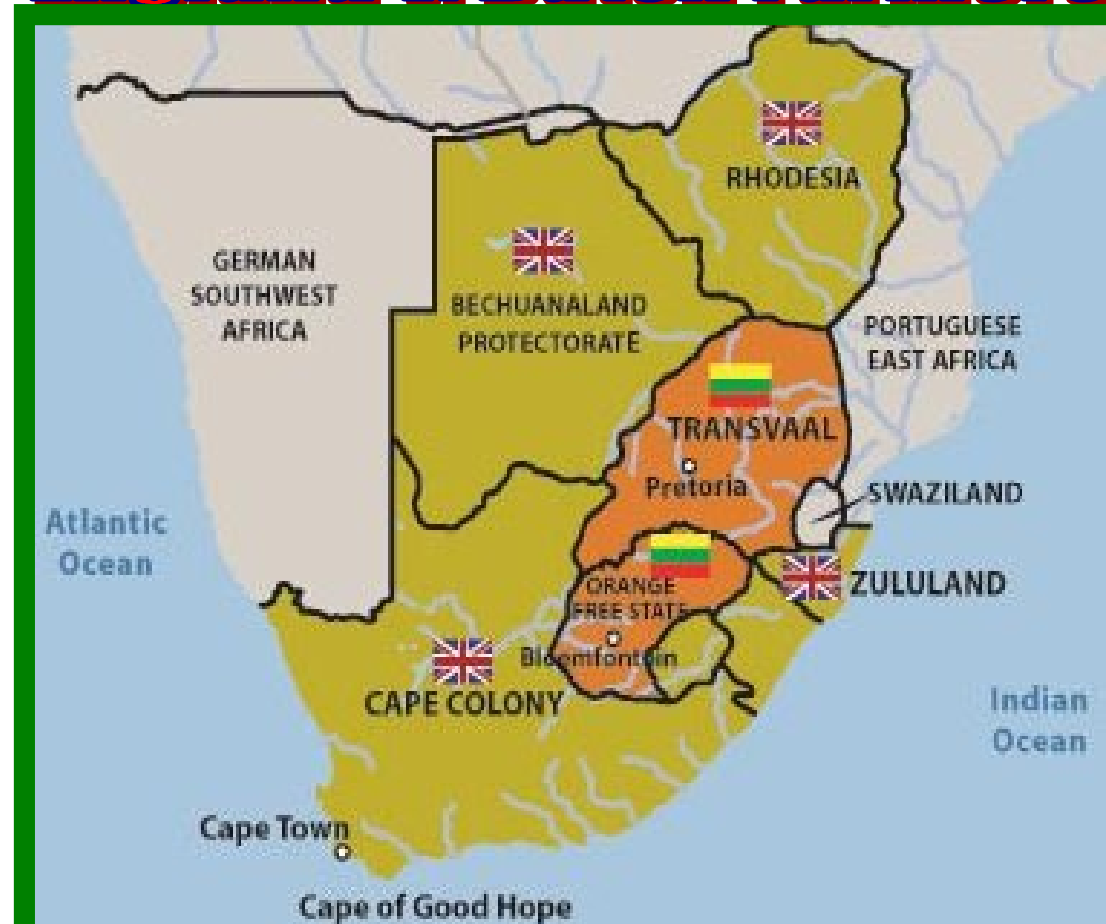 RHODESIA
GERMAN
SOUTHWEST
AFRICA
BECHUANALAND
PROTECTORATE
PORTUGUESE
EAST AFRICA
TRANSVAAL
Pretoria
SWAZILAND
Atlantic
Ocean
ORANGE
FREE STATE
ZULULAND
Bloemfontein
CAPE COLONY
Indian
Ocean
Cape Town
Cape of Good Hope